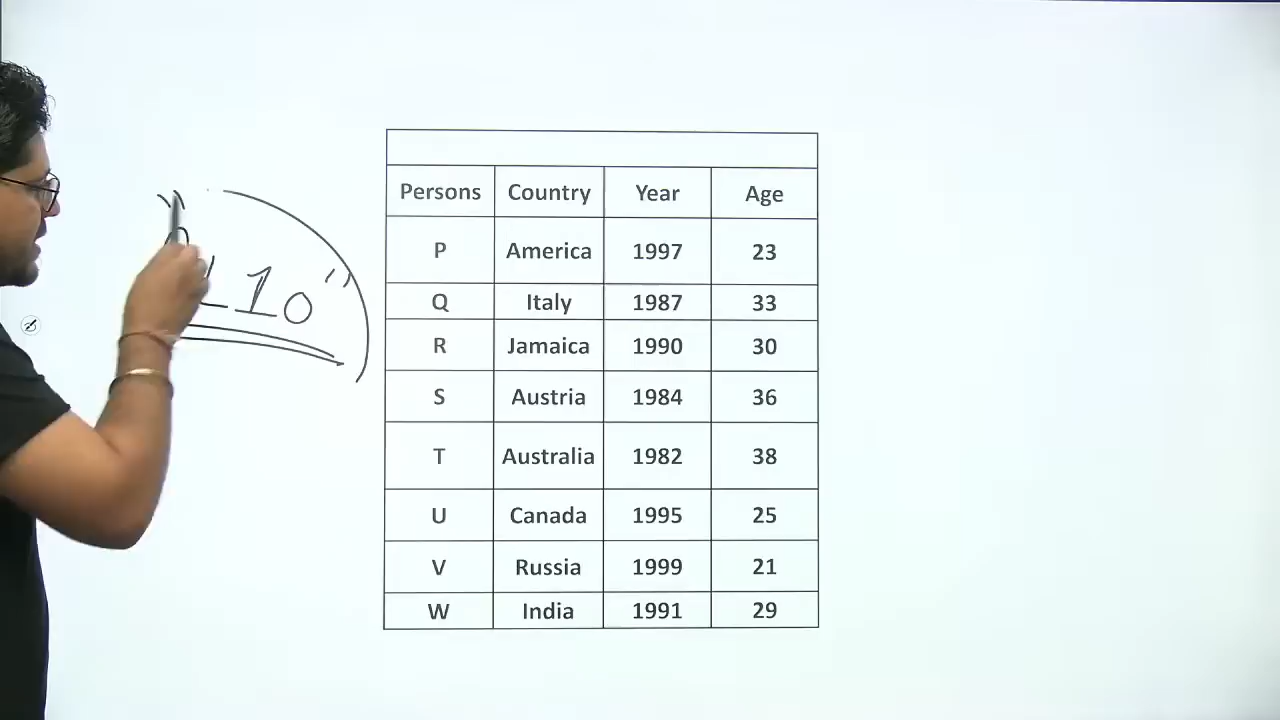 Persons Country Year Age
P America 1997 23
Q Italy 1987 33
R Jamaica 1990 30
S Austria 1984 36
T Australia 1982 38
U Canada 1995 25
V Russia 1999 21
W India 1991 29